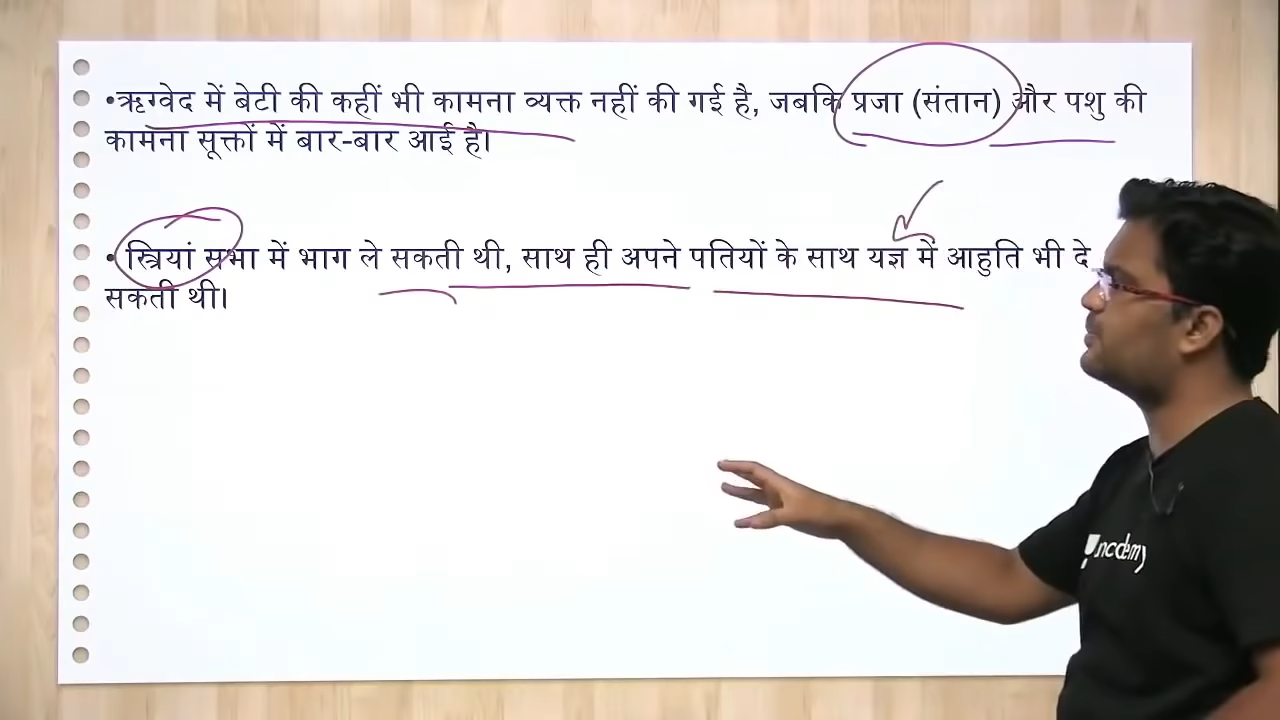 •ऋग्वेद में बेटी की कहीं भी कामना व्यक्त नहीं की गई है, जबकि प्रजा (संतान) और पशु की
कामना सूक्तों में बार-बार आई है।
• स्त्रियां सभा में भाग ले सकती थी, साथ ही अपने पतियों के साथ यज्ञ में आहुति भी दे
सकती थी।